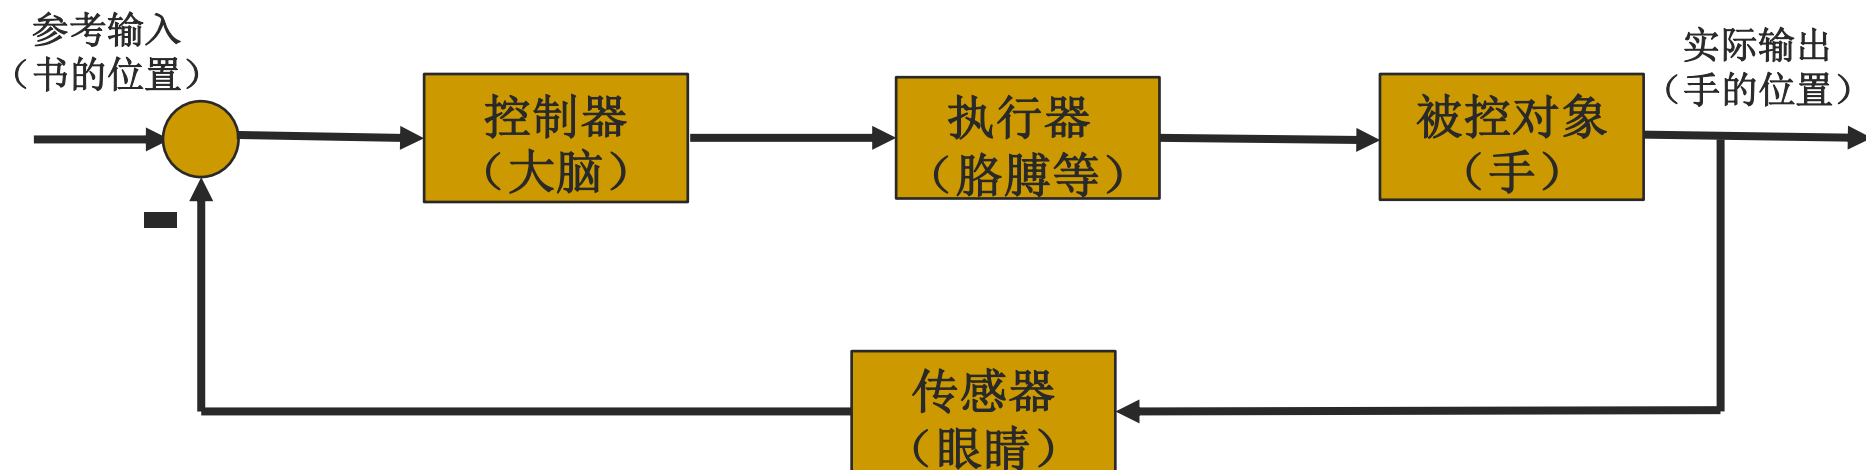 参考输入
（书的位置）
控制器
（大脑）
执行器
（胳膊等）
被控对象
（手）
实际输出
（手的位置）
传感器
（眼睛）